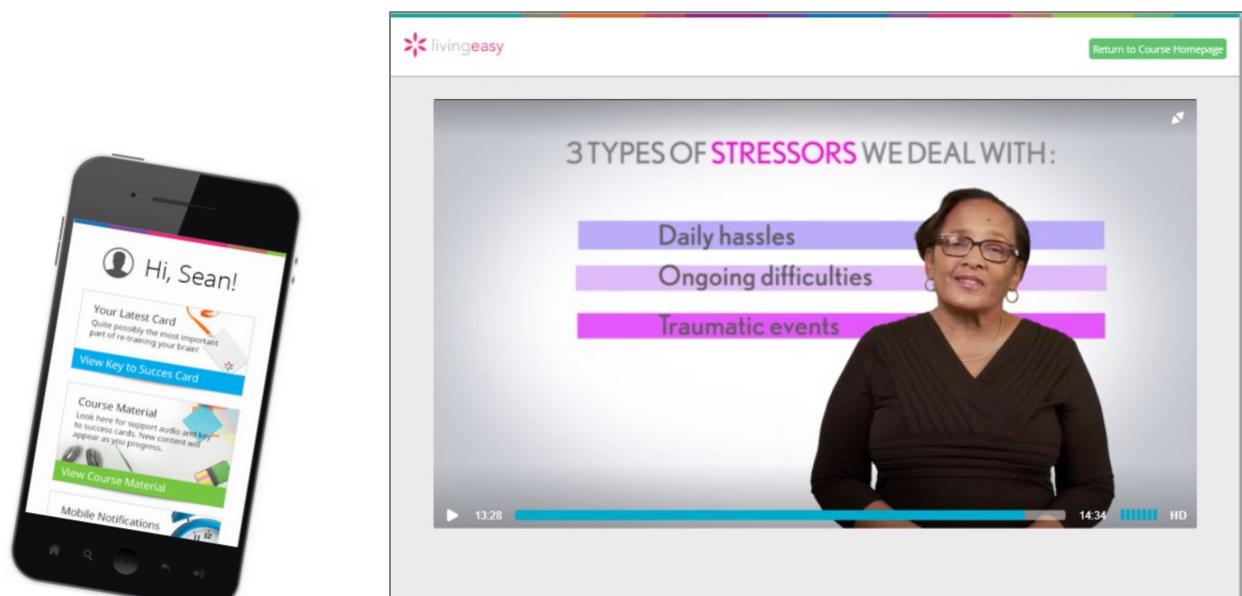 Hi, Sean!
Your Latest Card
Quite possibly the most important
part of re-training your brain!
View Key to Succes Card
Course Material
Look here for support audio and key
to success cards. New content will
appear as you progress.
View Course Material
Mobile Notifications
livingeasy
Return to Course Homepage
3 TYPES OF STRESSORS WE DEAL WITH:
Daily hassles
Ongoing difficulties
Traumatic events
13:28
14:34
HD